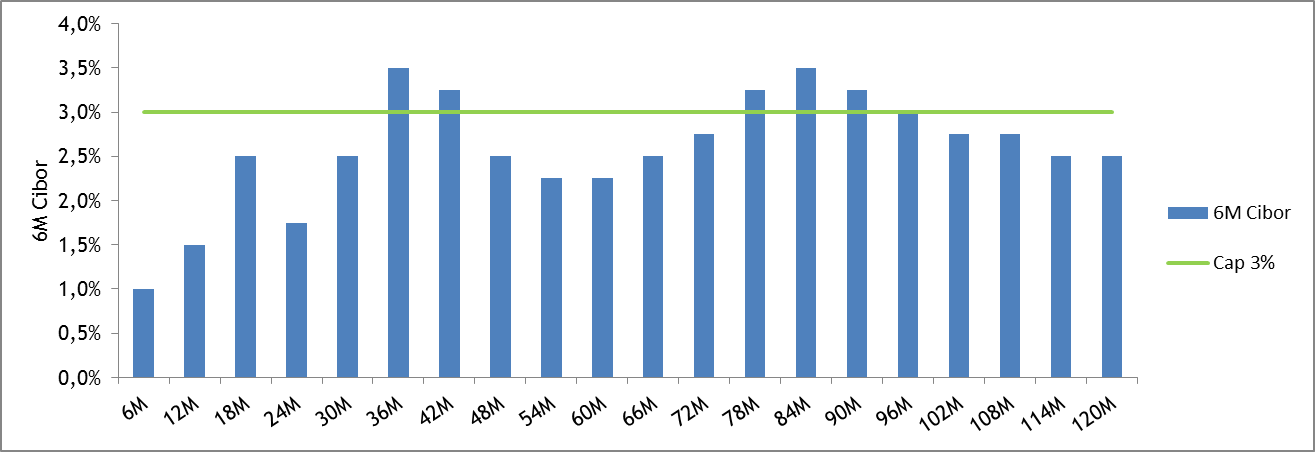 4,0%
3,5%
3,0%
2,5%
2,0%
1,5%
1,0%
0,5%
0,0%
6M Cibor
6M
12M
18M
24M
30M
36M
42M
48M
54M
60M
66M
72M
78M
84M
90M
96M
102M
108M
114M
120M
6M Cibor
Cap 3%